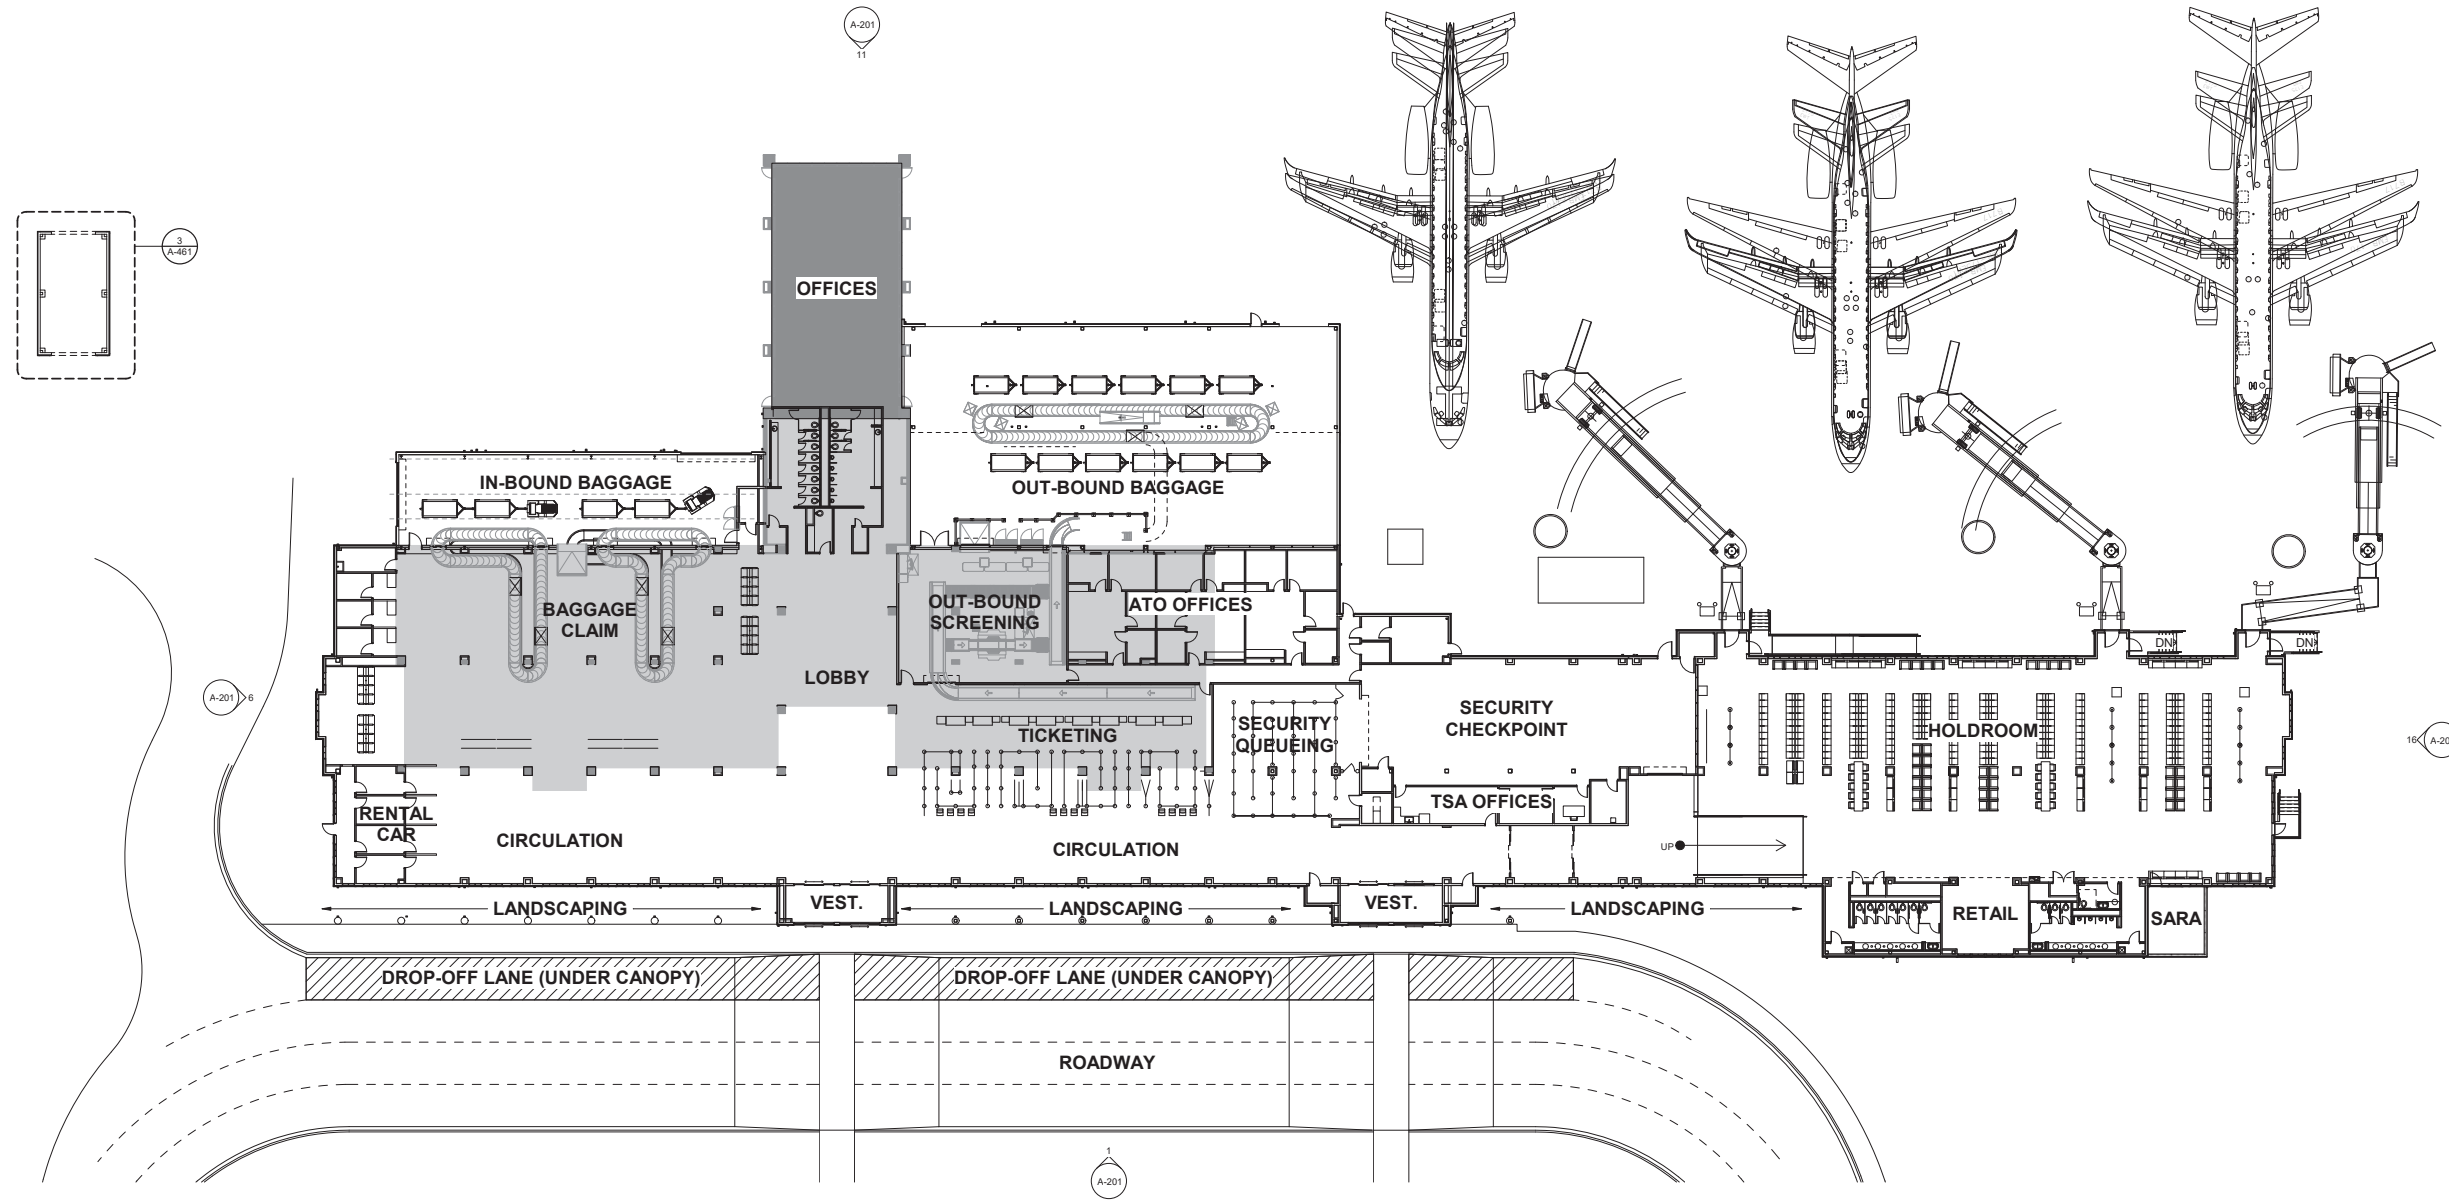 A-201
11
3
A-461
OFFICES
IN-BOUND BAGGAGE
OUT-BOUND BAGGAGE
BAGGAGE
CLAIM
OUT-BOUND
SCREENING
ATO OFFICES
LOBBY
DN
DN
A-201
6
TICKETING
SECURITY
QUEUEING
SECURITY
CHECKPOINT
HOLDROOM
16
A-20
RENTAL
CAR
TSA OFFICES
CIRCULATION
CIRCULATION
UP
LANDSCAPING
VEST.
LANDSCAPING
VEST.
LANDSCAPING
RETAIL
SARA
DROP-OFF LANE (UNDER CANOPY)
DROP-OFF LANE (UNDER CANOPY)
ROADWAY
1
A-201